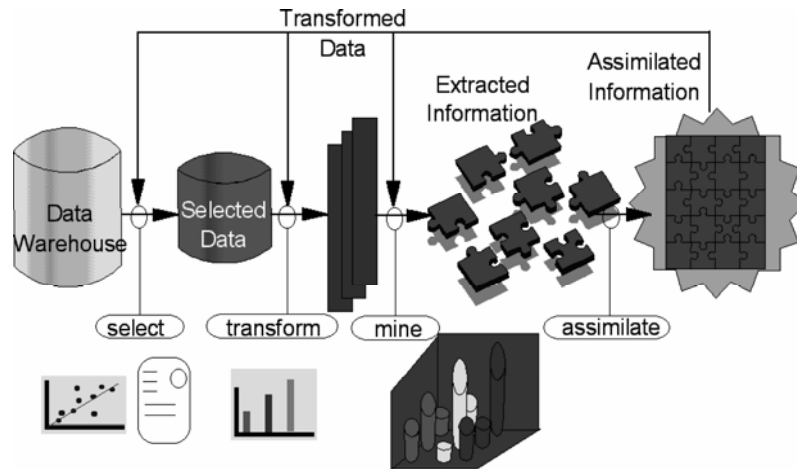 Transformed
Data
Assimilated
Information
Extracted
Information
Data
Warehouse
Selected
Data
select
transform
mine
assimilate